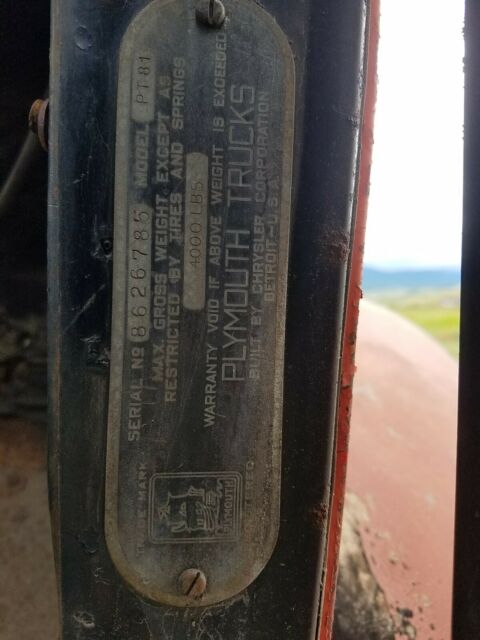 SERIAL No 8626785 MODEL PT81
MAX. GROSS WEIGHT EXCEPT AS
RESTRICTED BY TIRES AND SPRINGS
4000 LBS
WARRANTY VOID IF ABOVE WEIGHT IS EXCEEDED
PLYMOUTH TRUCKS
BUILT BY CHRYSLER CORPORATION
DETROIT-U.S.A.
MARK
PLYMOUTH